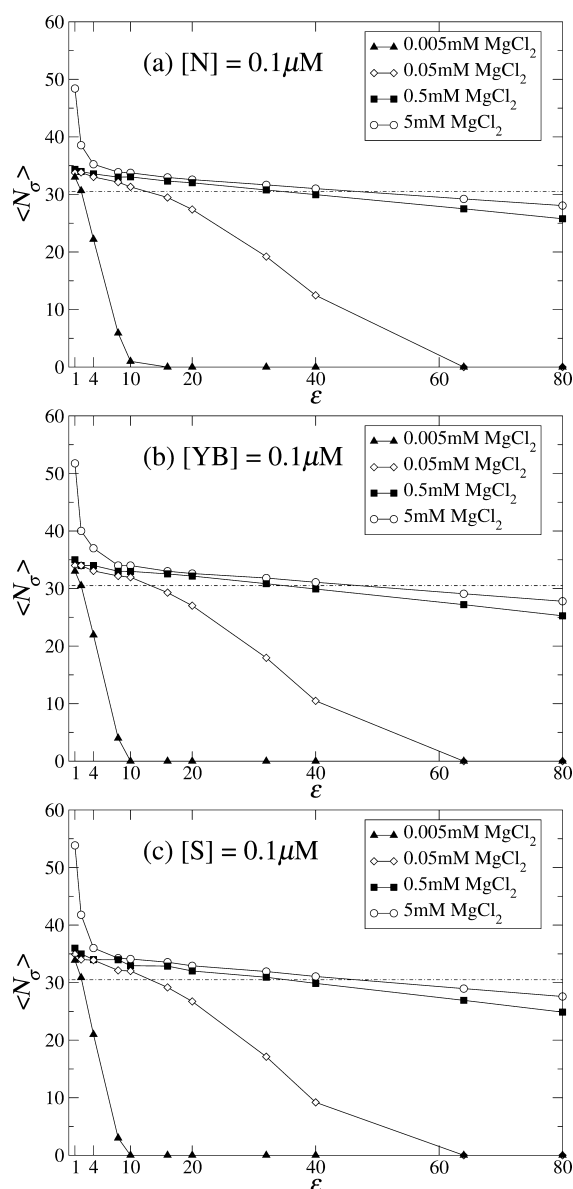 60
50
40
30
20
10
0
<Nσ>
(a) [N] = 0.1μM
0.005mM MgCl2
0.05mM MgCl2
0.5mM MgCl2
5mM MgCl2
1 4 10 20 40 60 80
ε
60
50
40
30
20
10
0
<Nσ>
(b) [YB] = 0.1μM
0.005mM MgCl2
0.05mM MgCl2
0.5mM MgCl2
5mM MgCl2
1 4 10 20 40 60 80
ε
60
50
40
30
20
10
0
<Nσ>
(c) [S] = 0.1μM
0.005mM MgCl2
0.05mM MgCl2
0.5mM MgCl2
5mM MgCl2
1 4 10 20 40 60 80
ε